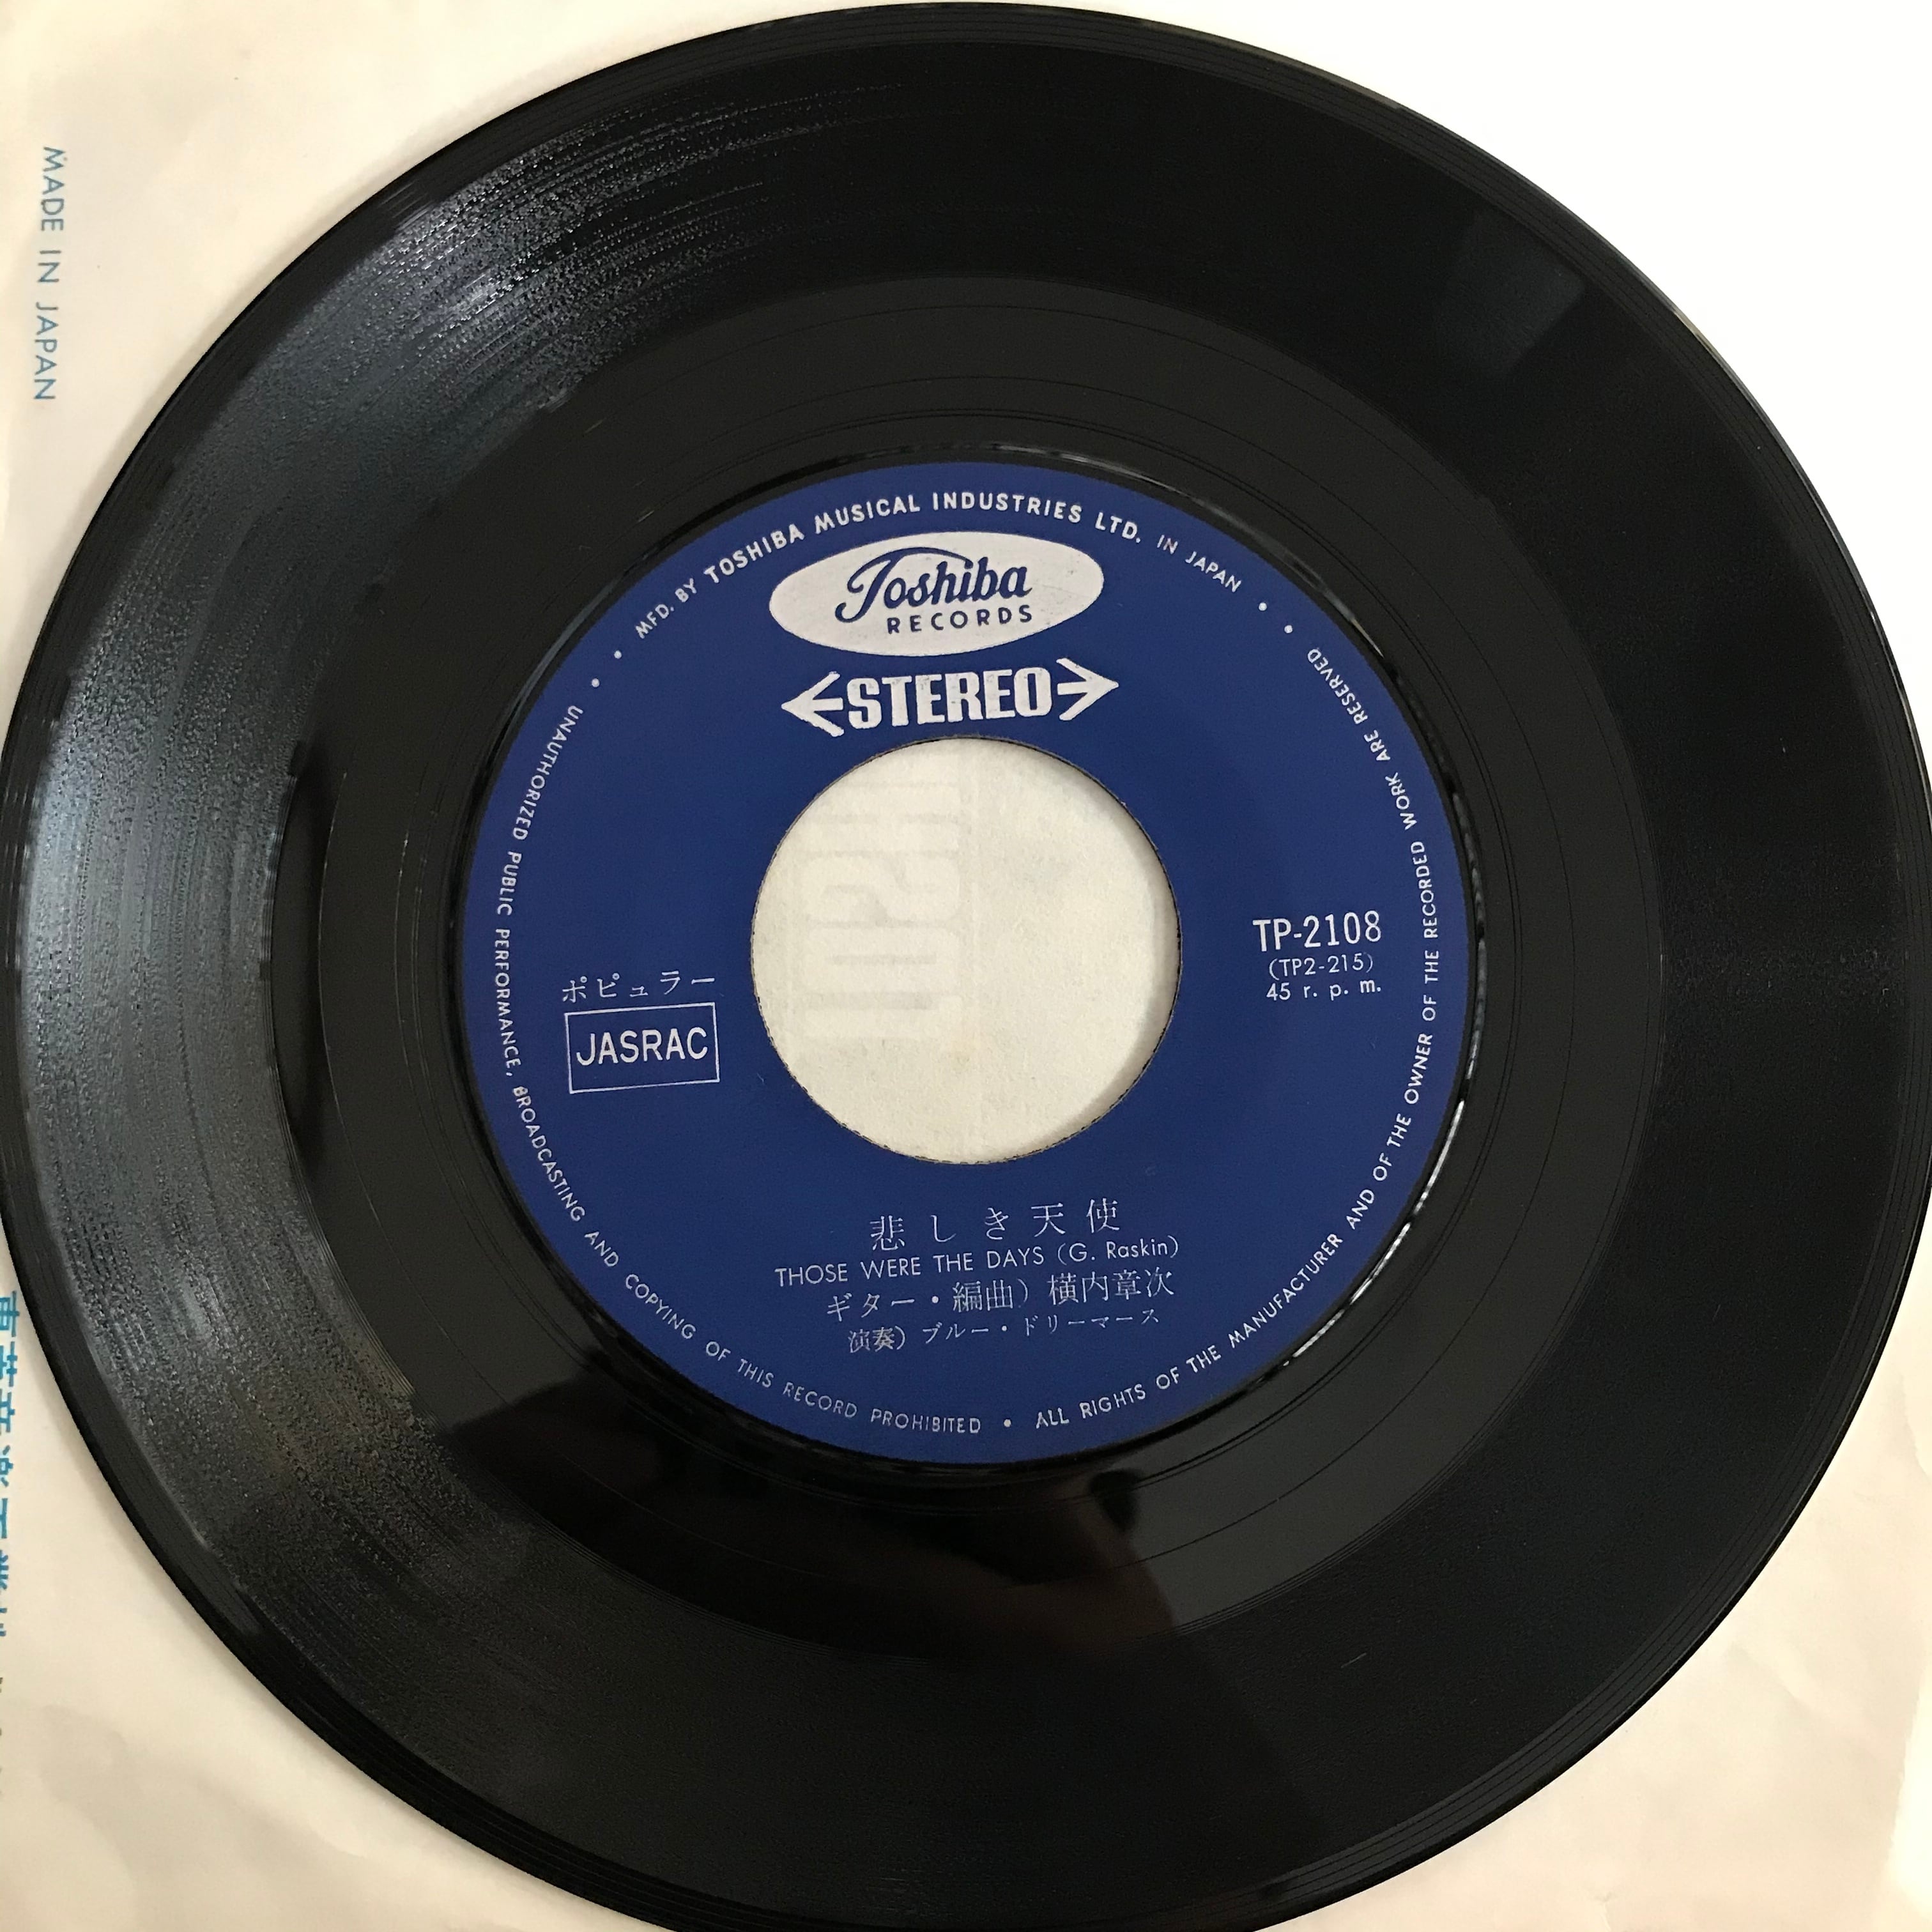 MADE IN JAPAN
MFD. BY TOSHIBA MUSICAL INDUSTRIES LTD. IN JAPAN
Toshiba
RECORDS
STEREO
TP-2108
(TP2-215)
45 r. p. m.
ポピュラー
JASRAC
悲しき天使
THOSE WERE THE DAYS (G. Raskin)
ギター・編曲) 横内章次
演奏) ブルー・ドリーマース
UNAUTHORIZED PUBLIC PERFORMANCE, BROADCASTING AND COPYING OF THIS RECORD PROHIBITED • ALL RIGHTS OF THE MANUFACTURER AND OF THE OWNER OF THE RECORDED WORK ARE RESERVED